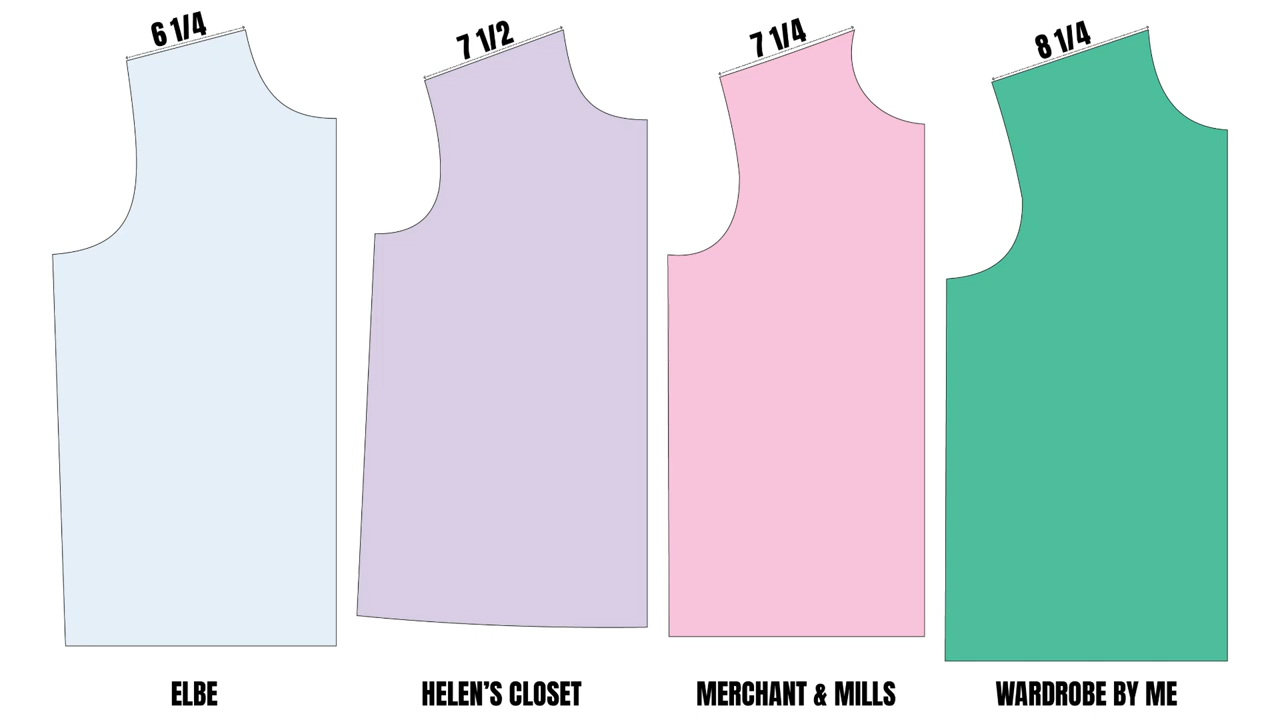 6 1/4
7 1/2
7 1/4
8 1/4
ELBE
HELEN'S CLOSET
MERCHANT & MILLS
WARDROBE BY ME